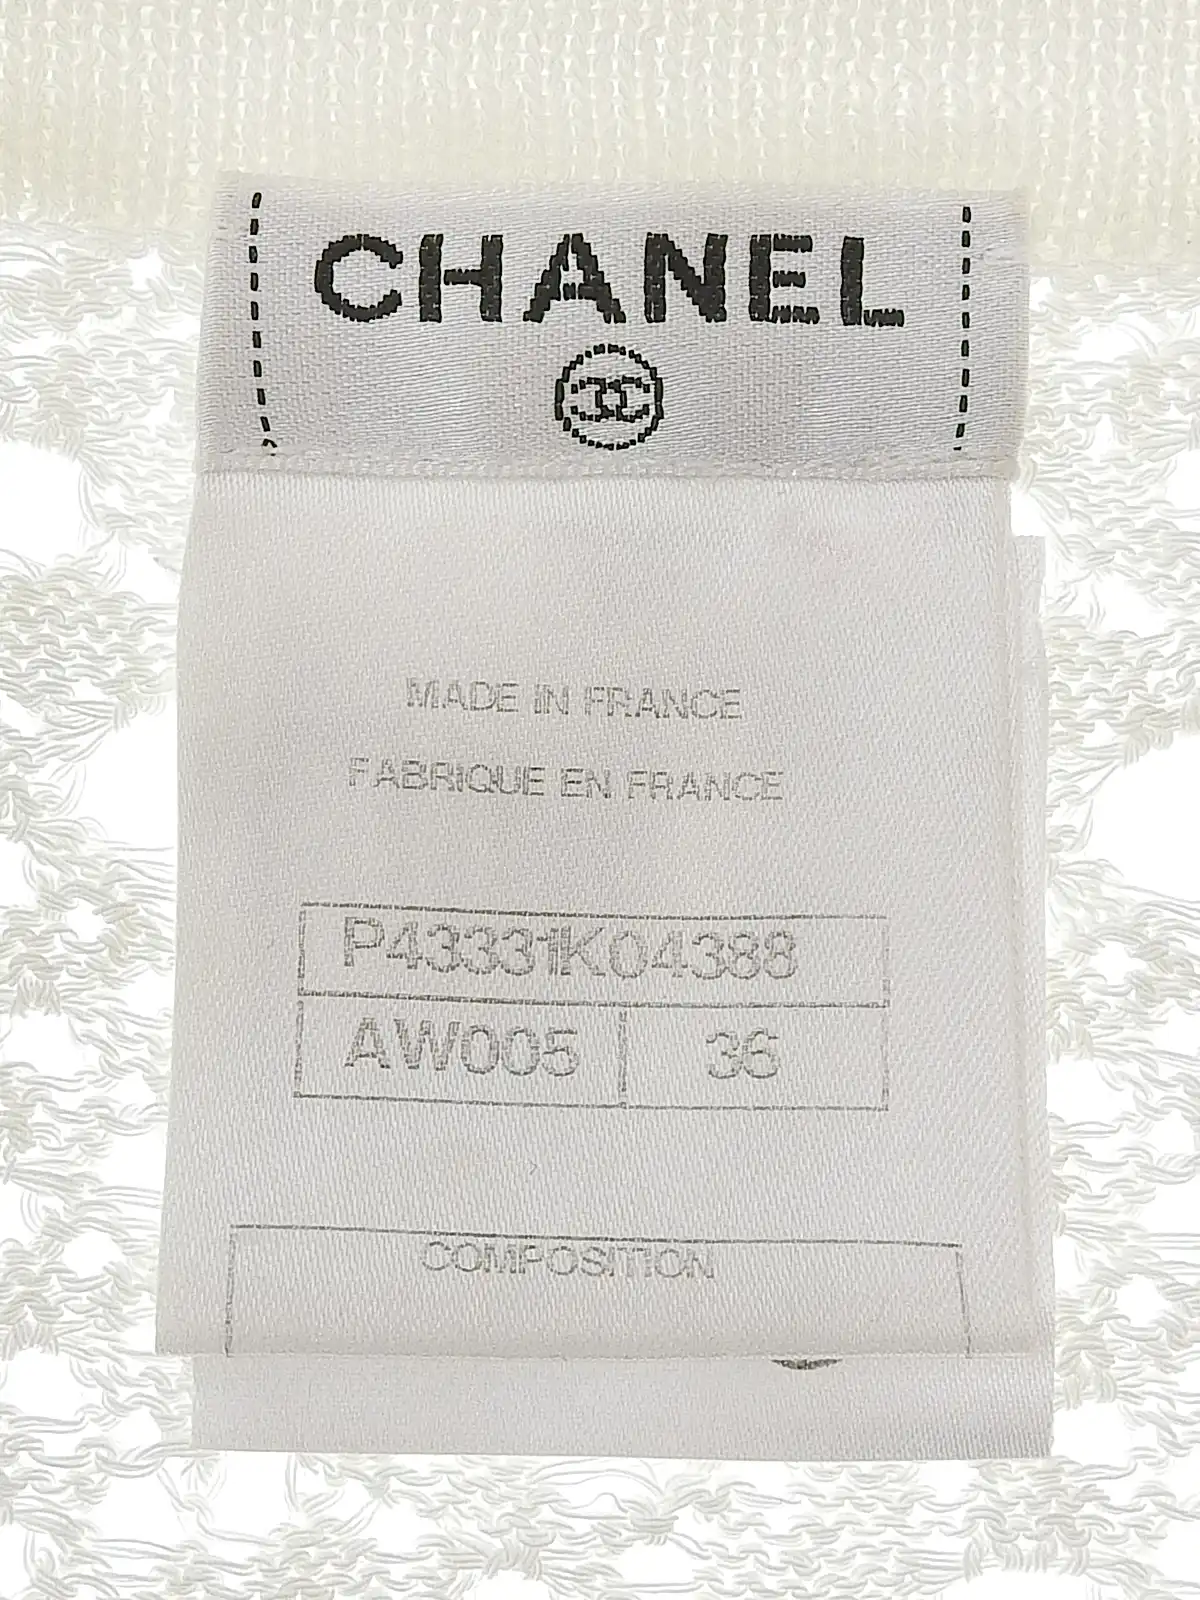 CHANEL
MADE IN FRANCE
FABRIQUE EN FRANCE
P43331K04388
AW005 36
COMPOSITION